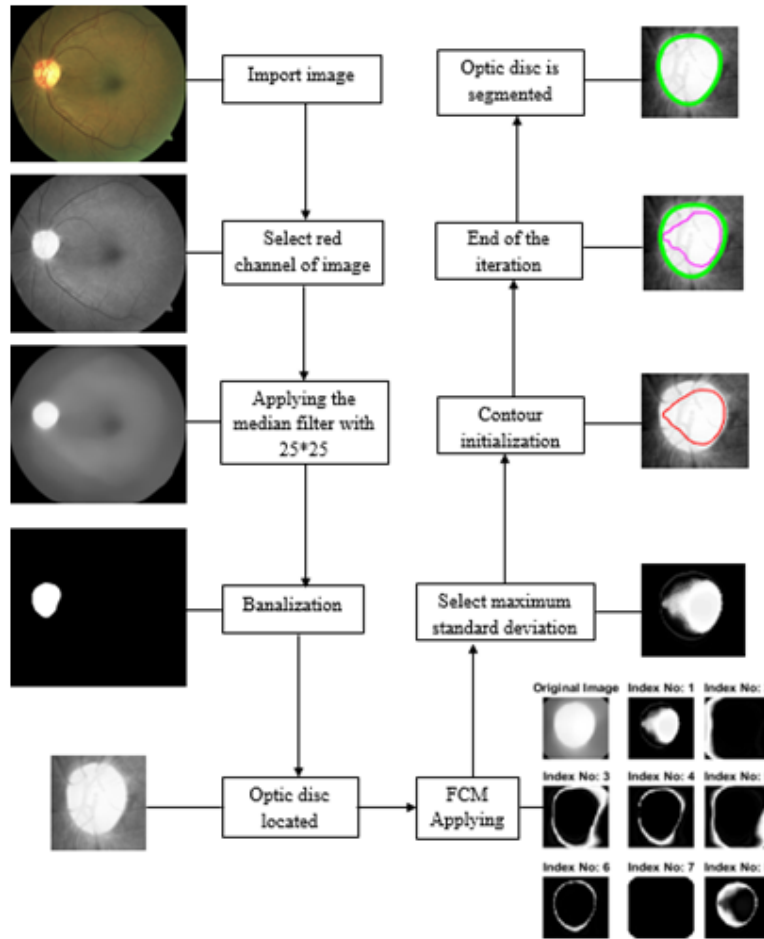 Import image
Select red
channel of image
Applying the
median filter with
25*25
Banalization
Optic disc
located
FCM
Applying
Select maximum
standard deviation
Contour
initialization
End of the
iteration
Optic disc is
segmented
Original Image
Index No: 1
Index No:
Index No: 3
Index No: 4
Index No:
Index No: 6
Index No: 7
Index No: